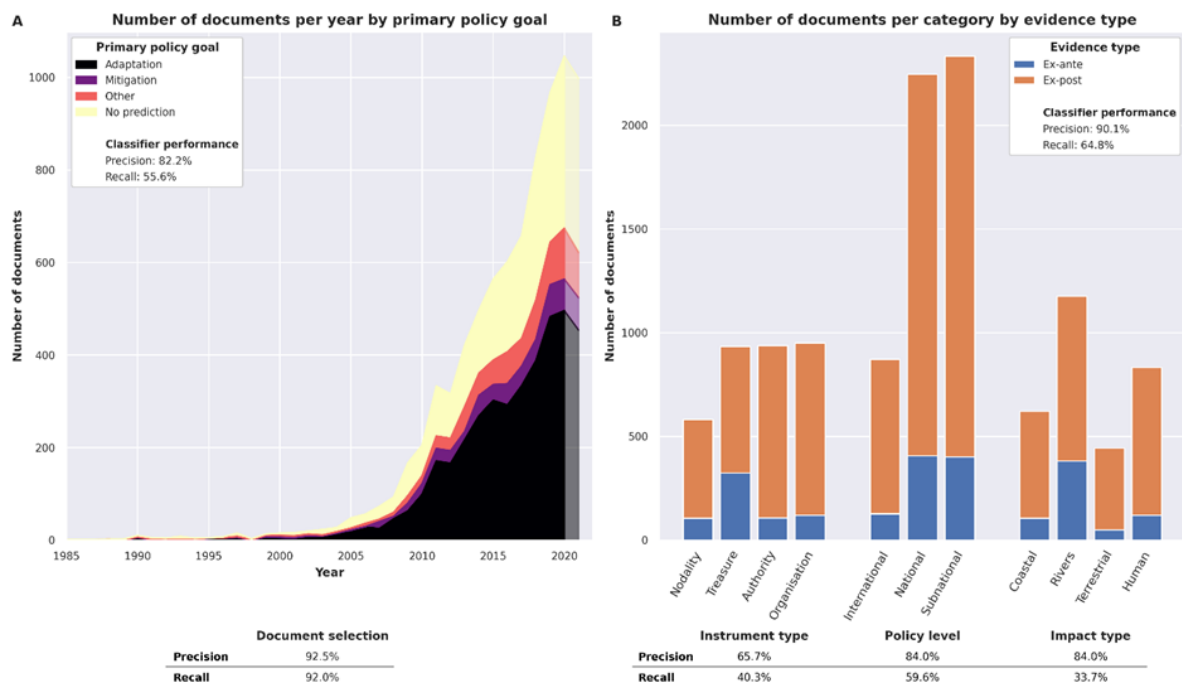 A
Number of documents per year by primary policy goal
Primary policy goal
Adaptation
Mitigation
Other
No prediction
Classifier performance
Precision: 82.2%
Recall: 55.6%
Number of documents
1000
800
600
400
200
0
1985
1990
1995
2000
2005
2010
2015
2020
Year
Document selection
Precision 92.5%
Recall 92.0%
B
Number of documents per category by evidence type
Evidence type
Ex-ante
Ex-post
Classifier performance
Precision: 90.1%
Recall: 64.8%
Number of documents
2000
1500
1000
500
0
Nodality
Treasure
Authority
Organisation
International
National
Subnational
Coastal
Rivers
Terrestrial
Human
Instrument type Policy level Impact type
Precision 65.7% 84.0% 84.0%
Recall 40.3% 59.6% 33.7%